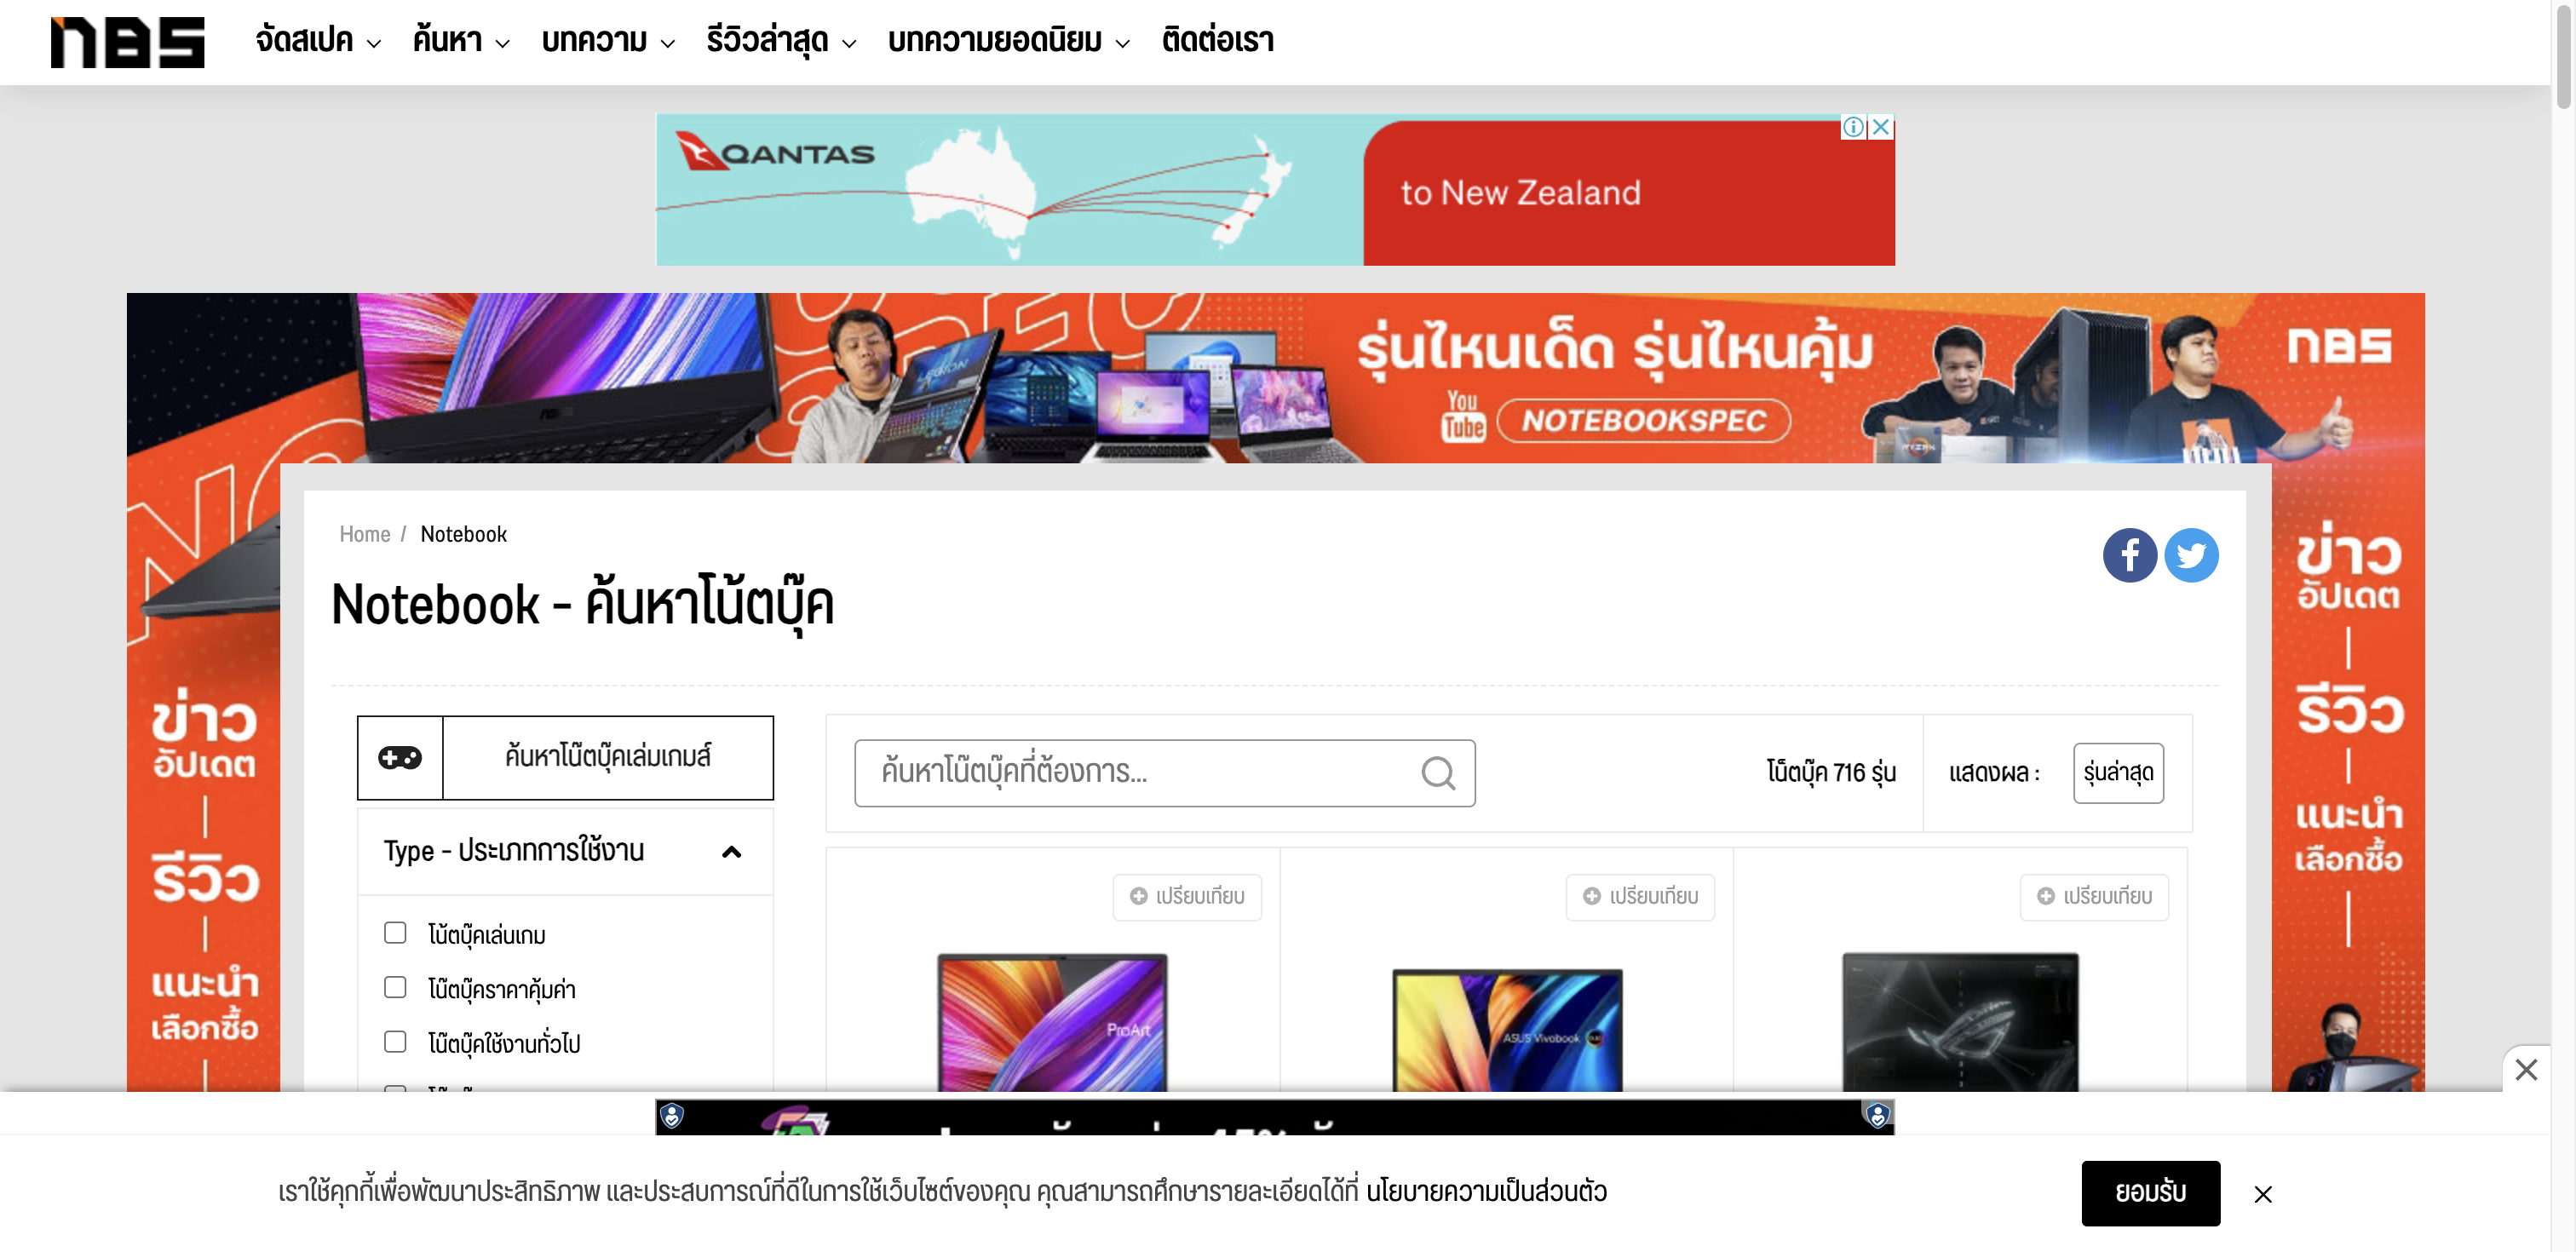 nBS
จัดสเปค ค้นหา บทความ รีวิวล่าสุด บทความยอดนิยม ติดต่อเรา
QANTAS
to New Zealand
รุ่นไหนเด็ด รุ่นไหนคุ้ม
nBS
You Tube NOTEBOOKSPEC
LEGION
Home / Notebook
Notebook - ค้นหาโน้ตบุ๊ค
ข่าว
อัปเดต
รีวิว
แนะนำ
เลือกซื้อ
ข่าว
อัปเดต
รีวิว
แนะนำ
เลือกซื้อ
ค้นหาโน๊ตบุ๊คเล่มเกมส์
ค้นหาโน๊ตบุ๊คที่ต้องการ...
โน็ตบุ๊ค 716 รุ่น
แสดงผล :
รุ่นล่าสุด
Type - ประเภทการใช้งาน
โน้ตบุ๊คเล่นเกม
โน๊ตบุ๊คราคาคุ้มค่า
โน๊ตบุ๊คใช้งานทั่วไป
เปรียบเทียบ
เปรียบเทียบ
เปรียบเทียบ
ProArt
ASUS Vivobook
เราใช้คุกกี้เพื่อพัฒนาประสิทธิภาพ และประสบการณ์ที่ดีในการใช้เว็บไซต์ของคุณ คุณสามารถศึกษารายละเอียดได้ที่ นโยบายความเป็นส่วนตัว
ยอมรับ